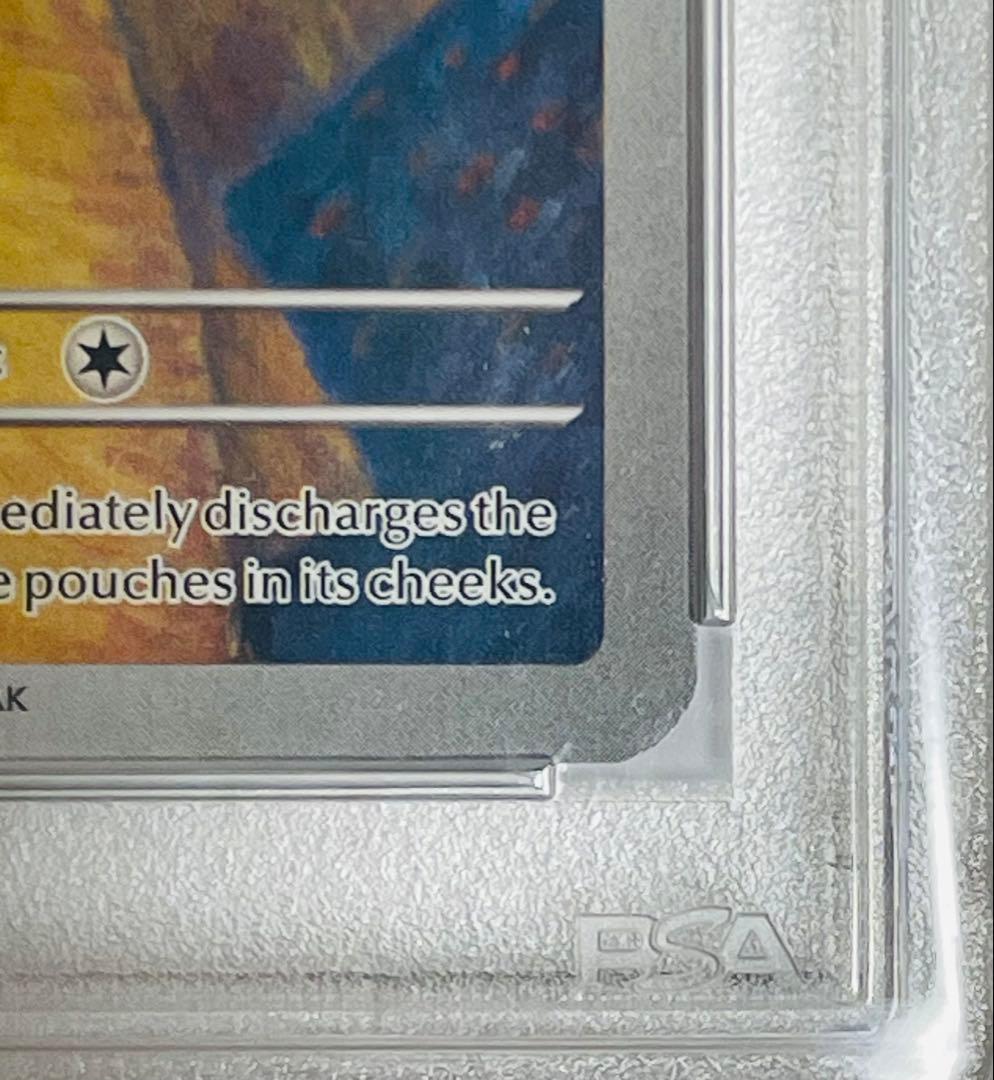 ediately discharges the
e pouches in its cheeks.
AK
PSA